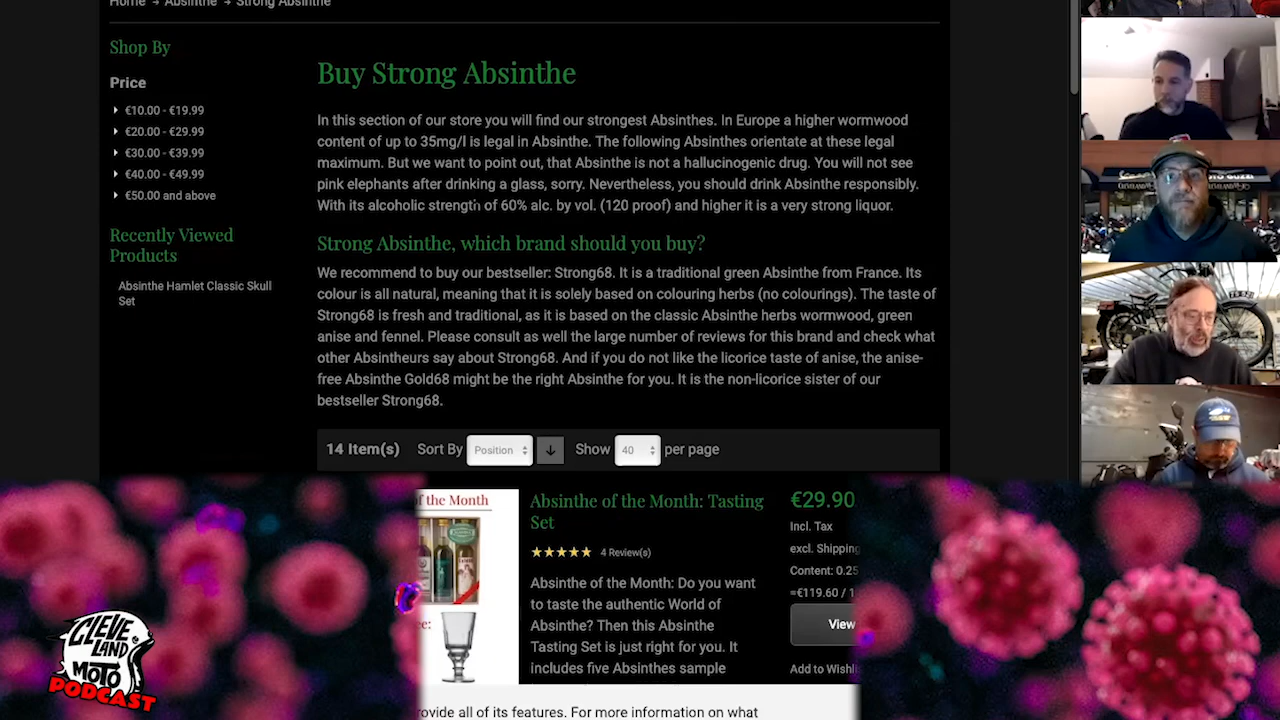 Home → Absinthe → Strong Absinthe
Shop By
Price
€10.00 - €19.99
€20.00 - €29.99
€30.00 - €39.99
€40.00 - €49.99
€50.00 and above
Recently Viewed
Products
Absinthe Hamlet Classic Skull
Set
Buy Strong Absinthe
In this section of our store you will find our strongest Absinthes. In Europe a higher wormwood
content of up to 35mg/l is legal in Absinthe. The following Absinthes orientate at these legal
maximum. But we want to point out, that Absinthe is not a hallucinogenic drug. You will not see
pink elephants after drinking a glass, sorry. Nevertheless, you should drink Absinthe responsibly.
With its alcoholic strength of 60% alc. by vol. (120 proof) and higher it is a very strong liquor.
Strong Absinthe, which brand should you buy?
We recommend to buy our bestseller: Strong68. It is a traditional green Absinthe from France. Its
colour is all natural, meaning that it is solely based on colouring herbs (no colourings). The taste of
Strong68 is fresh and traditional, as it is based on the classic Absinthe herbs wormwood, green
anise and fennel. Please consult as well the large number of reviews for this brand and check what
other Absintheurs say about Strong68. And if you do not like the licorice taste of anise, the anise-
free Absinthe Gold68 might be the right Absinthe for you. It is the non-licorice sister of our
bestseller Strong68.
14 Item(s) Sort By Position Show 40 per page
of the Month
Absinthe of the Month: Tasting
Set
4 Review(s)
Absinthe of the Month: Do you want
to taste the authentic World of
Absinthe? Then this Absinthe
Tasting Set is just right for you. It
includes five Absinthes sample
€29.90
Incl. Tax
excl. Shipping
Content: 0.25
=€119.60 / 1
View
Add to Wishli
rovide all of its features. For more information on what
CLEVE
LAND
MOTO
PODCAST